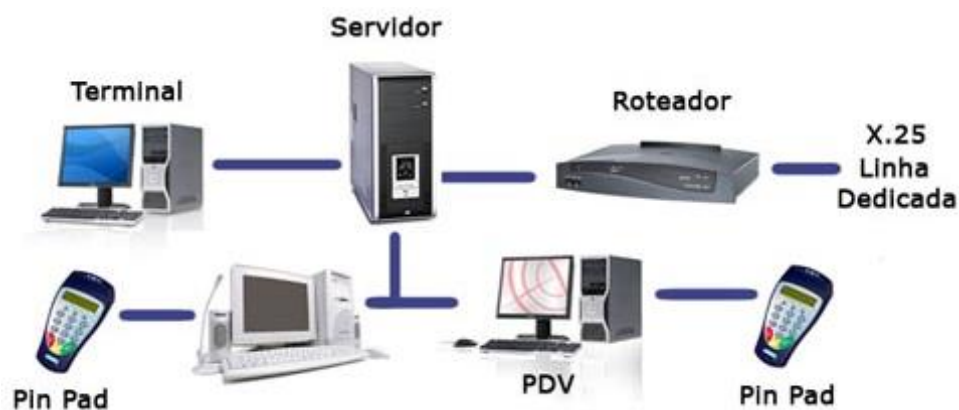 Servidor
Terminal
Roteador
X.25
Linha
Dedicada
Pin Pad
PDV
Pin Pad